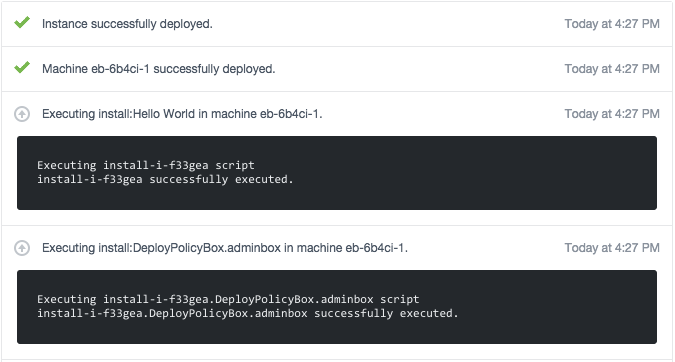 Instance successfully deployed. Today at 4:27 PM
Machine eb-6b4ci-1 successfully deployed. Today at 4:27 PM
Executing install:Hello World in machine eb-6b4ci-1. Today at 4:27 PM
Executing install-i-f33gea script
install-i-f33gea successfully executed.
Executing install:DeployPolicyBox.adminbox in machine eb-6b4ci-1. Today at 4:27 PM
Executing install-i-f33gea.DeployPolicyBox.adminbox script
install-i-f33gea.DeployPolicyBox.adminbox successfully executed.